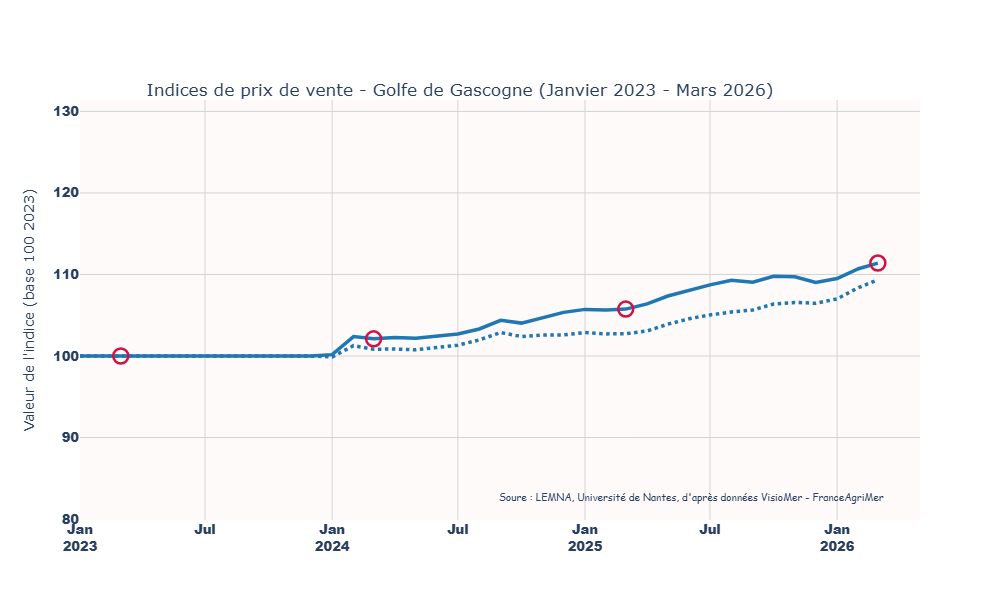 Indices de prix de vente - Golfe de Gascogne (Janvier 2023 - Mars 2026)
Valeur de l'indice (base 100 2023)
130
120
110
100
90
80
Soure : LEMNA, Université de Nantes, d'après données VisioMer - FranceAgriMer
Jan Jul Jan Jul Jan Jul Jan
2023 2024 2025 2026